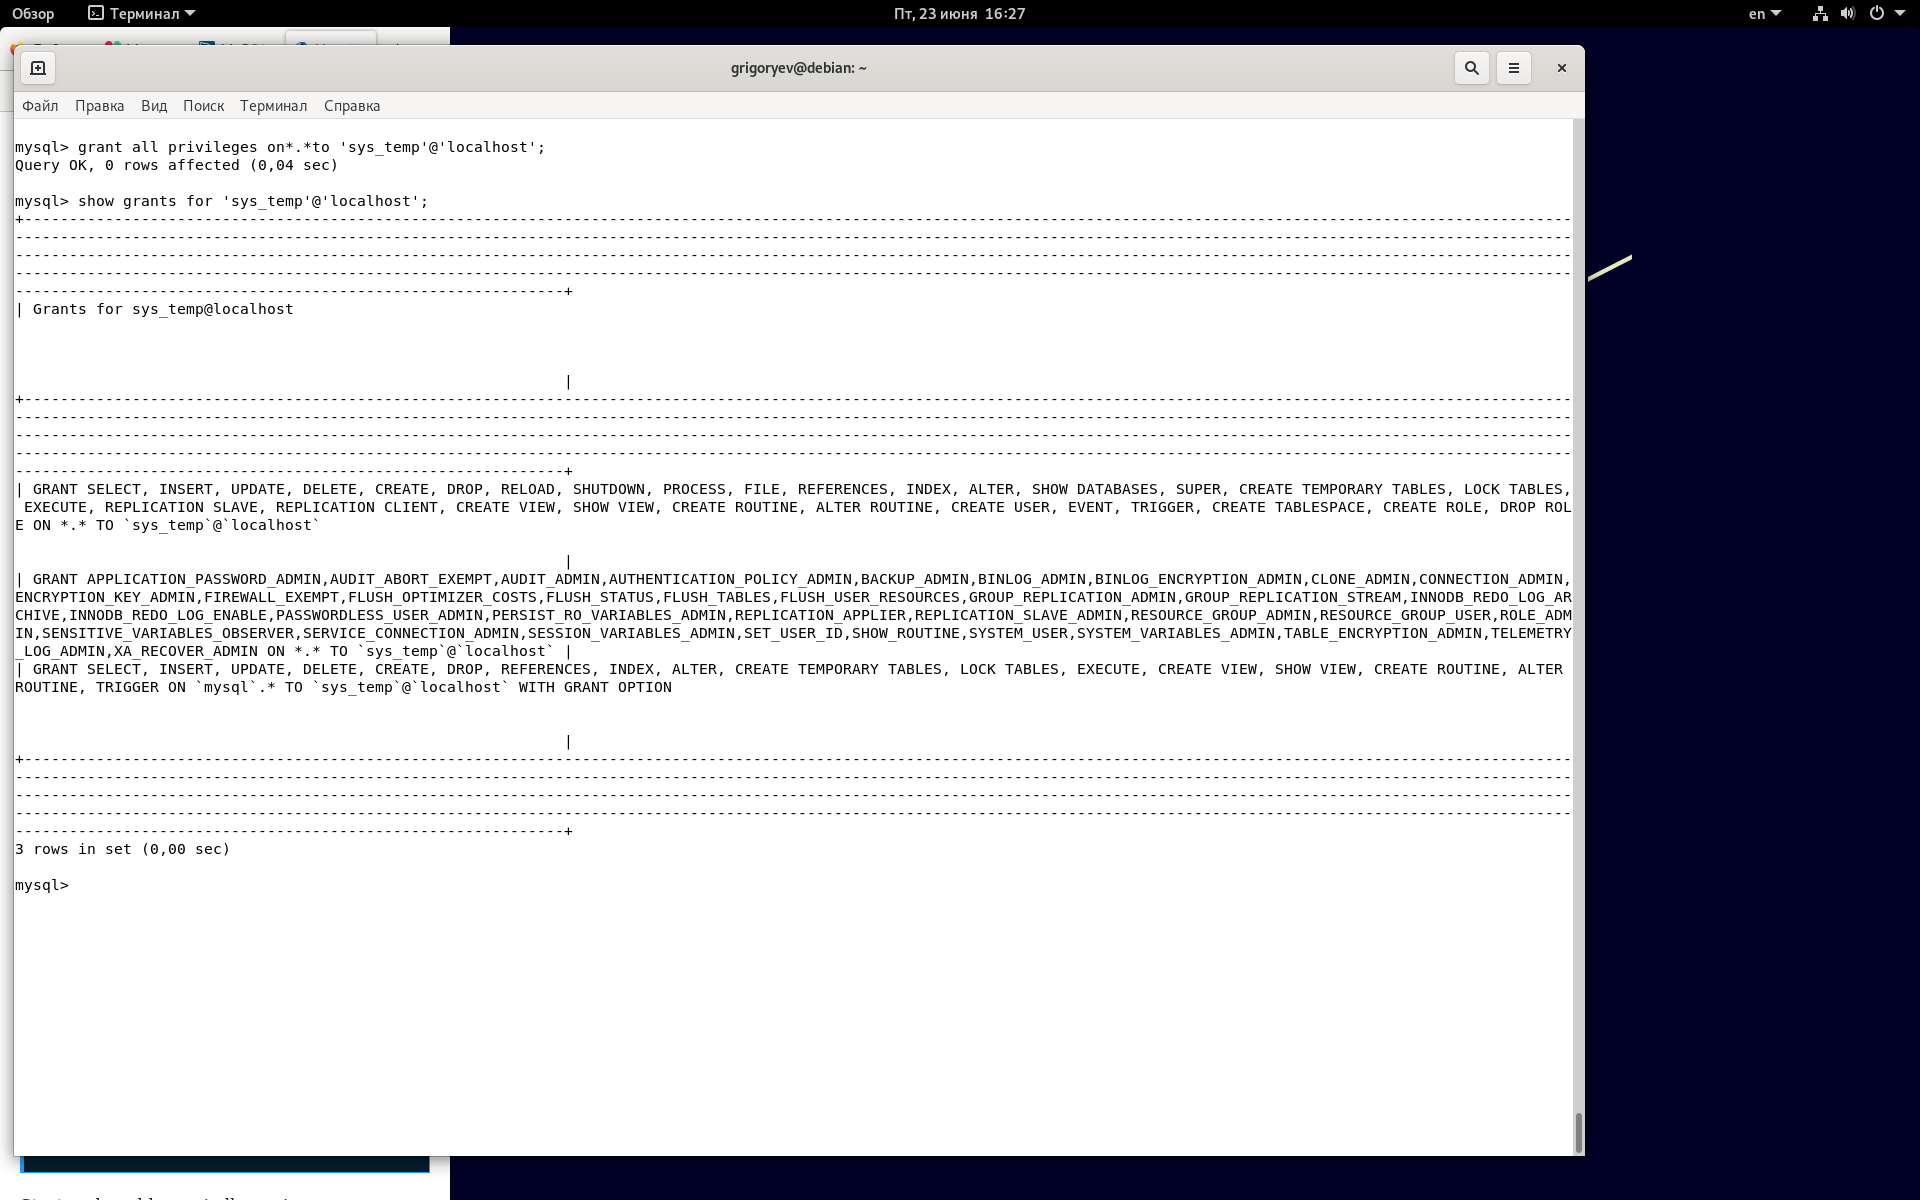 Обзор
Терминал
Пт, 23 июня 16:27
en
grigoryev@debian: ~
Файл Правка Вид Поиск Терминал Справка
mysql> grant all privileges on*.*to 'sys_temp'@'localhost';
Query OK, 0 rows affected (0,04 sec)
mysql> show grants for 'sys_temp'@'localhost';
| Grants for sys_temp@localhost
|
| GRANT SELECT, INSERT, UPDATE, DELETE, CREATE, DROP, RELOAD, SHUTDOWN, PROCESS, FILE, REFERENCES, INDEX, ALTER, SHOW DATABASES, SUPER, CREATE TEMPORARY TABLES, LOCK TABLES,
EXECUTE, REPLICATION SLAVE, REPLICATION CLIENT, CREATE VIEW, SHOW VIEW, CREATE ROUTINE, ALTER ROUTINE, CREATE USER, EVENT, TRIGGER, CREATE TABLESPACE, CREATE ROLE, DROP ROL
E ON *.* TO `sys_temp`@`localhost`
|
| GRANT APPLICATION_PASSWORD_ADMIN,AUDIT_ABORT_EXEMPT,AUDIT_ADMIN,AUTHENTICATION_POLICY_ADMIN,BACKUP_ADMIN,BINLOG_ADMIN,BINLOG_ENCRYPTION_ADMIN,CLONE_ADMIN,CONNECTION_ADMIN,
ENCRYPTION_KEY_ADMIN,FIREWALL_EXEMPT,FLUSH_OPTIMIZER_COSTS,FLUSH_STATUS,FLUSH_TABLES,FLUSH_USER_RESOURCES,GROUP_REPLICATION_ADMIN,GROUP_REPLICATION_STREAM,INNODB_REDO_LOG_AR
CHIVE,INNODB_REDO_LOG_ENABLE,PASSWORDLESS_USER_ADMIN,PERSIST_RO_VARIABLES_ADMIN,REPLICATION_APPLIER,REPLICATION_SLAVE_ADMIN,RESOURCE_GROUP_ADMIN,RESOURCE_GROUP_USER,ROLE_ADM
IN,SENSITIVE_VARIABLES_OBSERVER,SERVICE_CONNECTION_ADMIN,SESSION_VARIABLES_ADMIN,SET_USER_ID,SHOW_ROUTINE,SYSTEM_USER,SYSTEM_VARIABLES_ADMIN,TABLE_ENCRYPTION_ADMIN,TELEMETRY
_LOG_ADMIN,XA_RECOVER_ADMIN ON *.* TO `sys_temp`@`localhost` |
| GRANT SELECT, INSERT, UPDATE, DELETE, CREATE, DROP, REFERENCES, INDEX, ALTER, CREATE TEMPORARY TABLES, LOCK TABLES, EXECUTE, CREATE VIEW, SHOW VIEW, CREATE ROUTINE, ALTER
ROUTINE, TRIGGER ON `mysql`.* TO `sys_temp`@`localhost` WITH GRANT OPTION
|
3 rows in set (0,00 sec)
mysql>